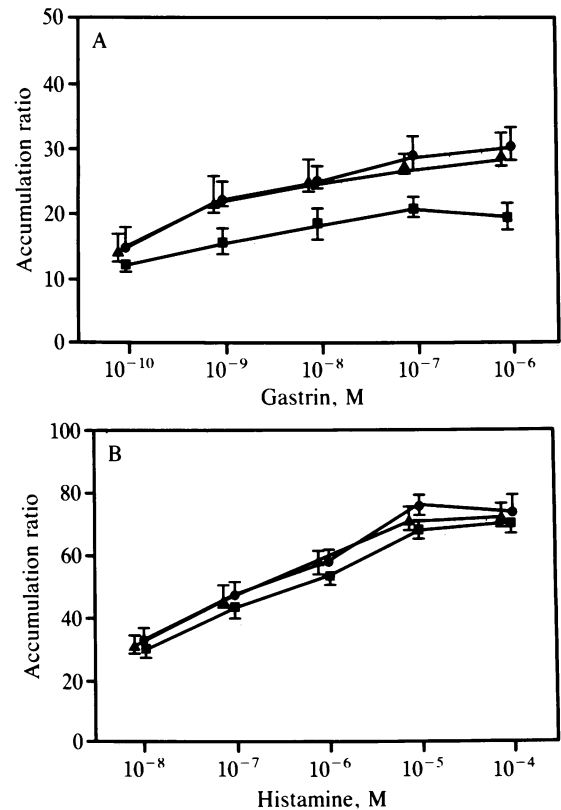 A
50
40
30
20
10
0
Accumulation ratio
10⁻¹⁰ 10⁻⁹ 10⁻⁸ 10⁻⁷ 10⁻⁶
Gastrin, M
B
100
80
60
40
20
0
Accumulation ratio
10⁻⁸ 10⁻⁷ 10⁻⁶ 10⁻⁵ 10⁻⁴
Histamine, M